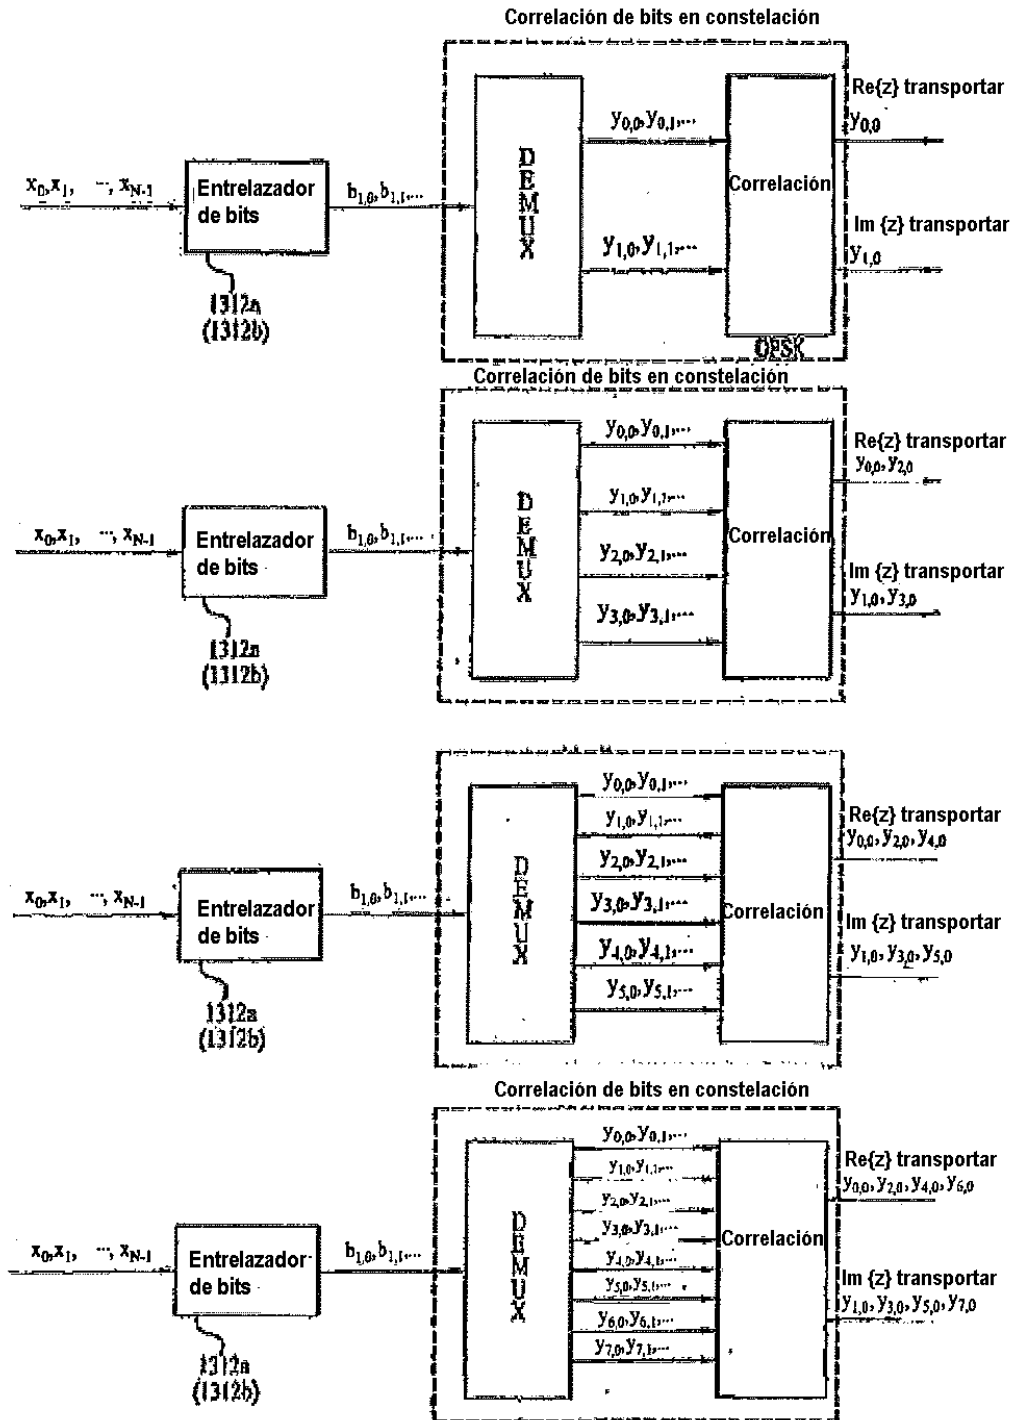 Correlación de bits en constelación
Re{z} transportar
y0,0, y0,1, ...
y0,0
DEMUX
Correlación
x0, x1, ..., xN-1
Entrelazador de bits
b1,0, b1,1, ...
Im {z} transportar
y1,0, y1,1, ...
y1,0
1312a
(1312b)
QPSK
Correlación de bits en constelación
y0,0, y0,1, ...
Re{z} transportar
y0,0, y2,0
y1,0, y1,1, ...
DEMUX
Correlación
x0, x1, ..., xN-1
Entrelazador de bits
b1,0, b1,1, ...
y2,0, y2,1, ...
Im {z} transportar
y1,0, y3,0
y3,0, y3,1, ...
1312a
(1312b)
y0,0, y0,1, ...
Re{z} transportar
y0,0, y2,0, y4,0
y1,0, y1,1, ...
y2,0, y2,1, ...
DEMUX
x0, x1, ..., xN-1
Entrelazador de bits
b1,0, b1,1, ...
y3,0, y3,1, ...
Correlación
Im {z} transportar
y1,0, y3,0, y5,0
y4,0, y4,1, ...
y5,0, y5,1, ...
1312a
(1312b)
Correlación de bits en constelación
y0,0, y0,1, ...
Re{z} transportar
y0,0, y2,0, y4,0, y6,0
y1,0, y1,1, ...
y2,0, y2,1, ...
y3,0, y3,1, ...
DEMUX
Correlación
x0, x1, ..., xN-1
Entrelazador de bits
b1,0, b1,1, ...
y4,0, y4,1, ...
y5,0, y5,1, ...
Im {z} transportar
y1,0, y3,0, y5,0, y7,0
y6,0, y6,1, ...
y7,0, y7,1, ...
1312a
(1312b)